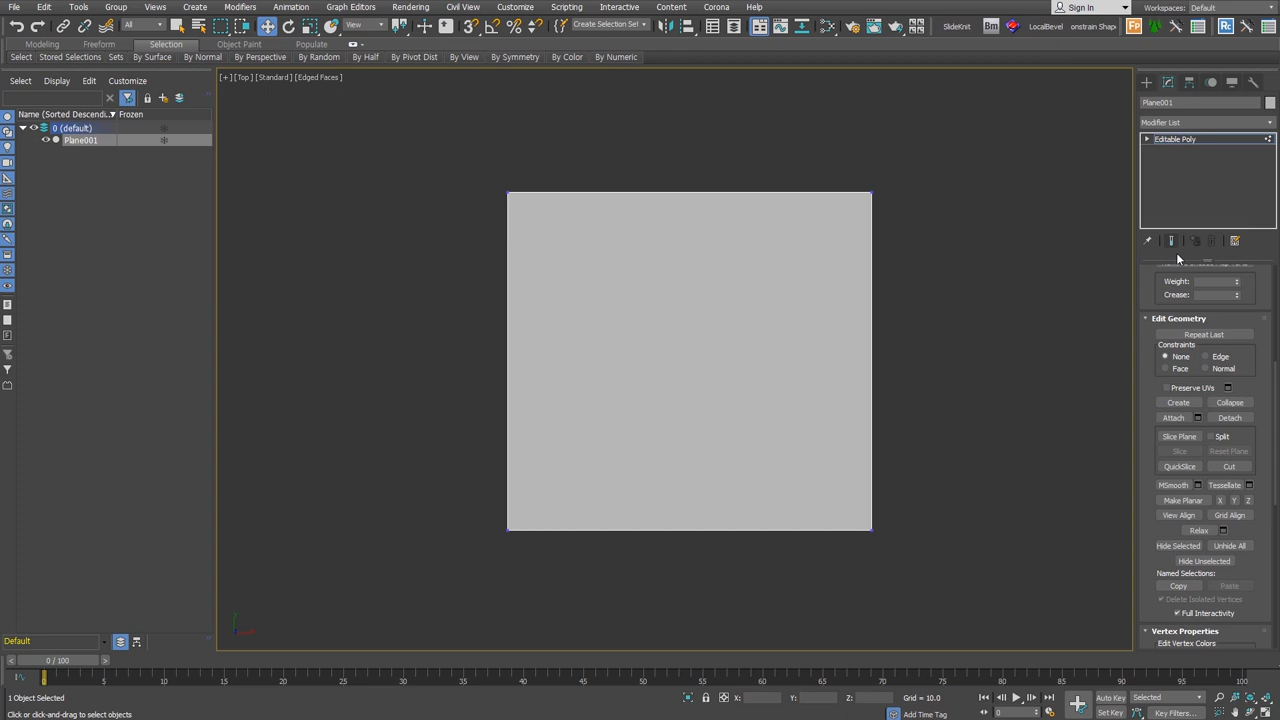 File Edit Tools Group Views Create Modifiers Animation Graph Editors Rendering Civil View Customize Scripting Interactive Content Corona Help Sign In Workspaces: Default
All View Create Selection Set SlideKnit Bm LocalBevel onstrain Shap Fp Rc
Modeling Freeform Selection Object Paint Populate
Select Stored Selections Sets By Surface By Normal By Perspective By Random By Half By Pivot Dist By View By Symmetry By Color By Numeric
Select Display Edit Customize
[+] [Top] [Standard] [Edged Faces]
Name (Sorted Descendi... Frozen
0 (default)
Plane001
Plane001
Modifier List
Editable Poly
Weight:
Crease:
Edit Geometry
Repeat Last
Constraints
None Edge
Face Normal
Preserve UVs
Create Collapse
Attach Detach
Slice Plane Split
Slice Reset Plane
QuickSlice Cut
MSmooth Tessellate
Make Planar X Y Z
View Align Grid Align
Relax
Hide Selected Unhide All
Hide Unselected
Named Selections:
Copy Paste
Delete Isolated Vertices
Full Interactivity
Vertex Properties
Edit Vertex Colors
Default
0 / 100
0 5 10 15 20 25 30 35 40 45 50 55 60 65 70 75 80 85 90 95 100
1 Object Selected X: Y: Z: Grid = 10.0 Auto Key Selected
Click or click-and-drag to select objects Add Time Tag 0 Set Key Key Filters...